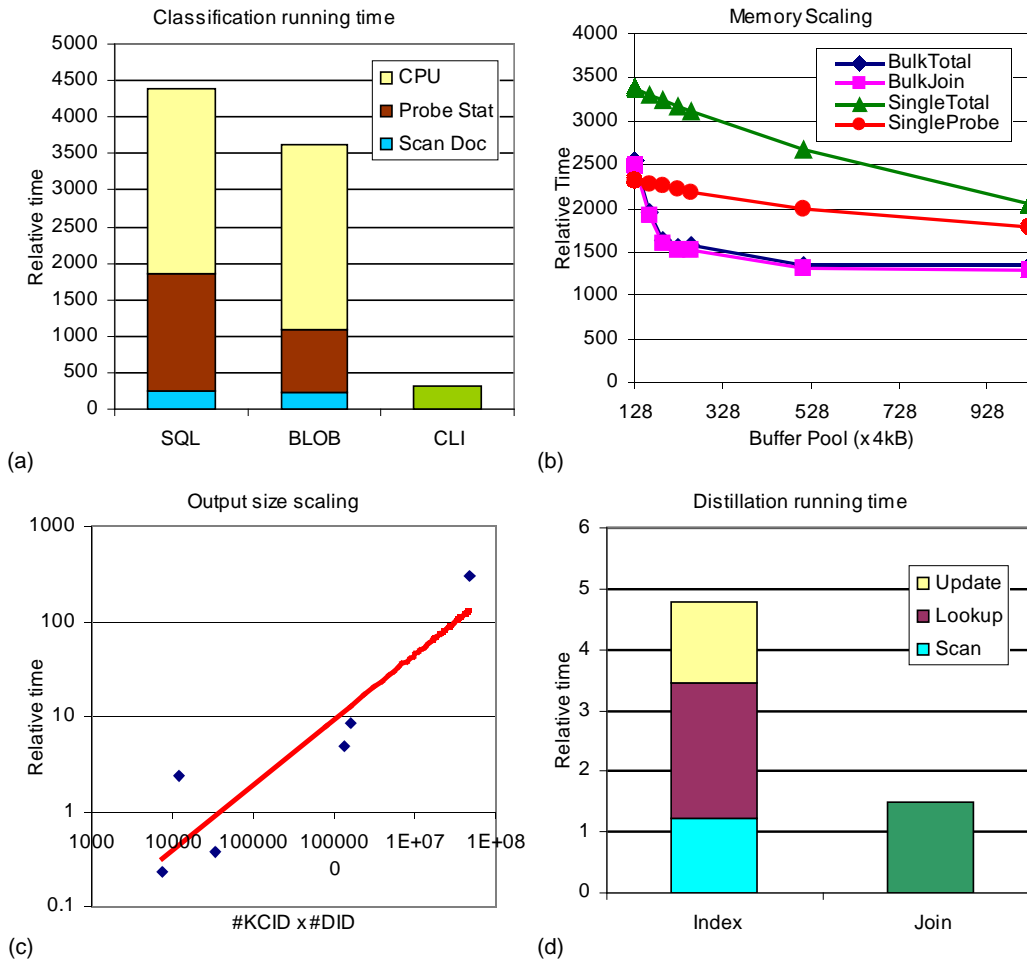 Classification running time
5000
4500
4000
3500
3000
2500
2000
1500
1000
500
0
Relative time
CPU
Probe Stat
Scan Doc
SQL
BLOB
CLI
(a)
Memory Scaling
4000
3500
3000
2500
2000
1500
1000
500
0
Relative Time
BulkTotal
BulkJoin
SingleTotal
SingleProbe
128
328
528
728
928
Buffer Pool (x 4kB)
(b)
Output size scaling
1000
100
10
1
0.1
Relative time
1000
10000
100000
100000
0
1E+07
1E+08
#KCID x #DID
(c)
Distillation running time
6
5
4
3
2
1
0
Relative time
Update
Lookup
Scan
Index
Join
(d)